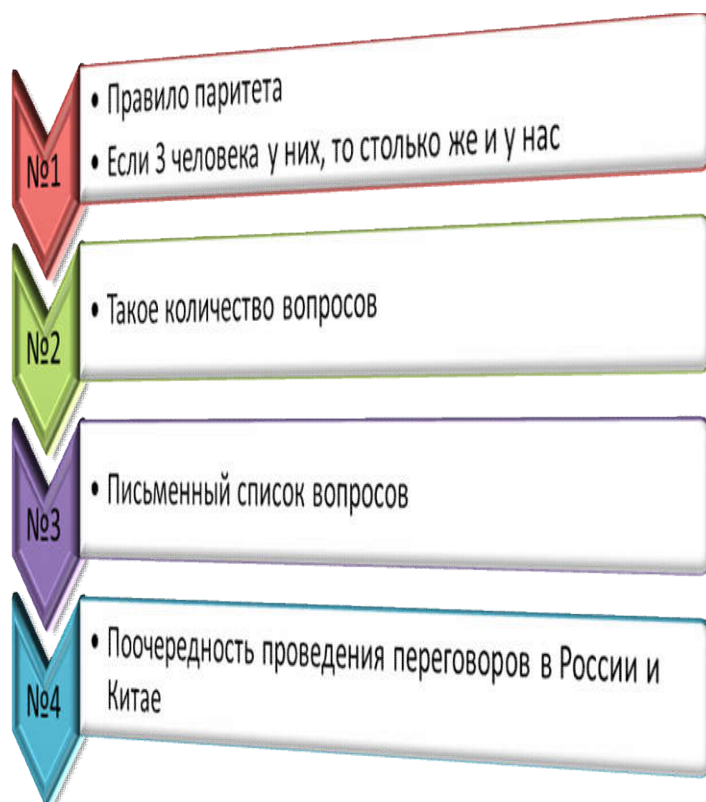 №1
• Правило паритета
• Если 3 человека у них, то столько же и у нас
№2
• Такое количество вопросов
№3
• Письменный список вопросов
№4
• Поочередность проведения переговоров в России и
Китае